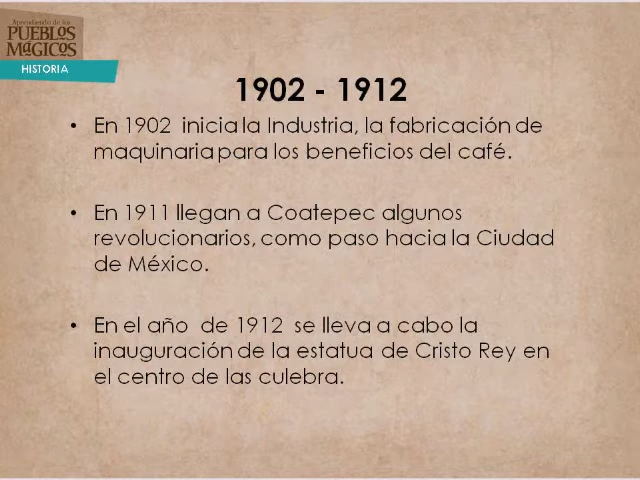 Aprendiendo de los
PUEBLOS
MÁGICOS
HISTORIA
1902 - 1912
• En 1902 inicia la Industria, la fabricación de
maquinaria para los beneficios del café.
• En 1911 llegan a Coatepec algunos
revolucionarios, como paso hacia la Ciudad
de México.
• En el año de 1912 se lleva a cabo la
inauguración de la estatua de Cristo Rey en
el centro de las culebra.